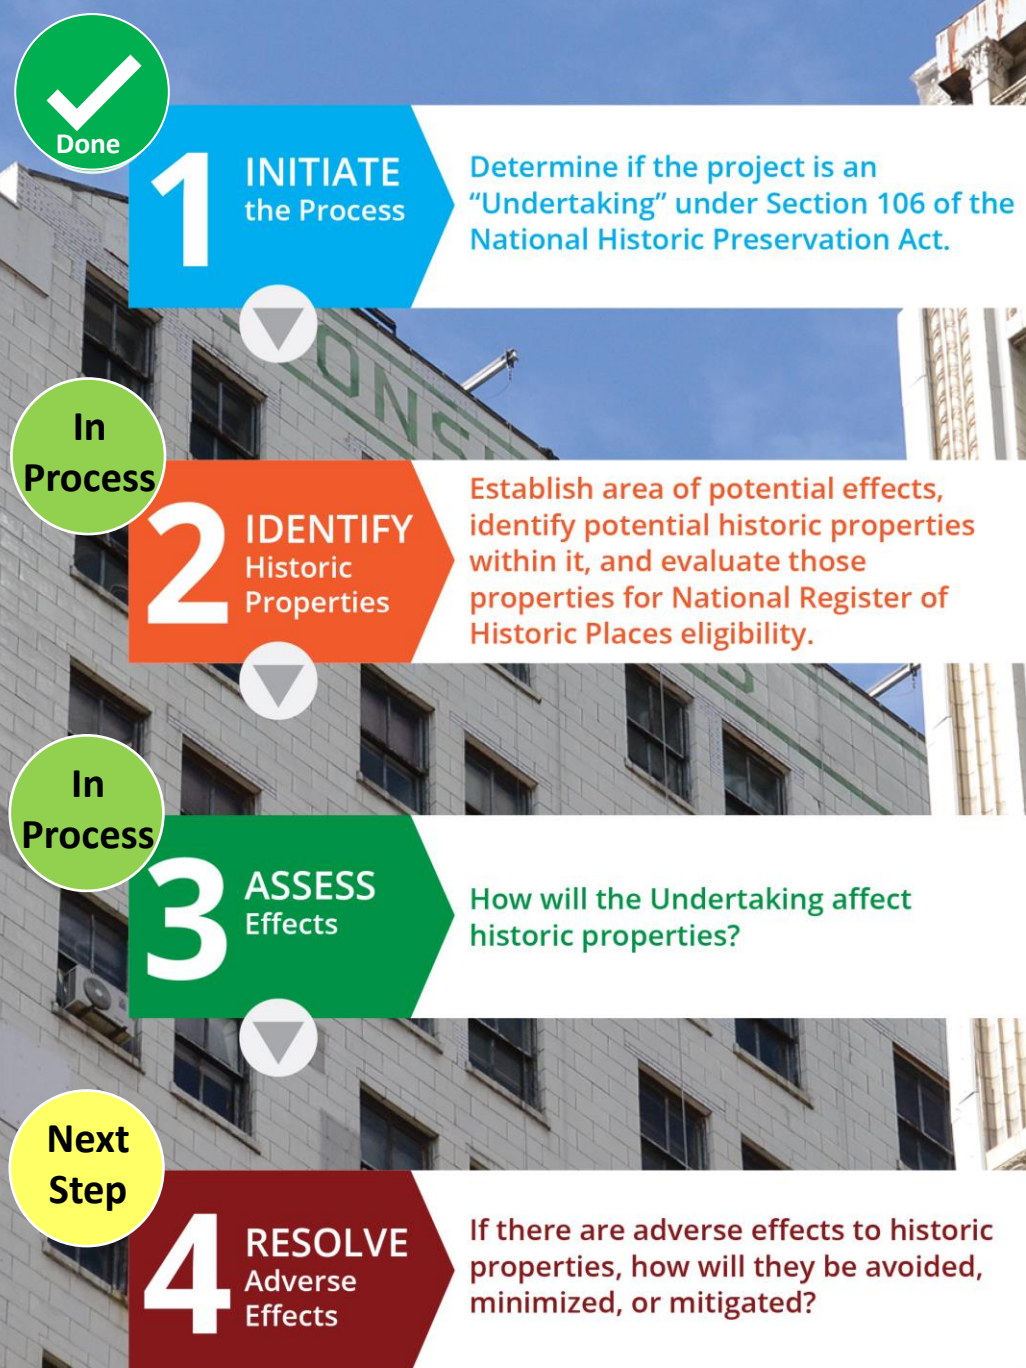 Done
1
INITIATE
the Process
Determine if the project is an
“Undertaking” under Section 106 of the
National Historic Preservation Act.
ONS
In
Process
2
IDENTIFY
Historic
Properties
Establish area of potential effects,
identify potential historic properties
within it, and evaluate those
properties for National Register of
Historic Places eligibility.
In
Process
3
ASSESS
Effects
How will the Undertaking affect
historic properties?
Next
Step
4
RESOLVE
Adverse
Effects
If there are adverse effects to historic
properties, how will they be avoided,
minimized, or mitigated?